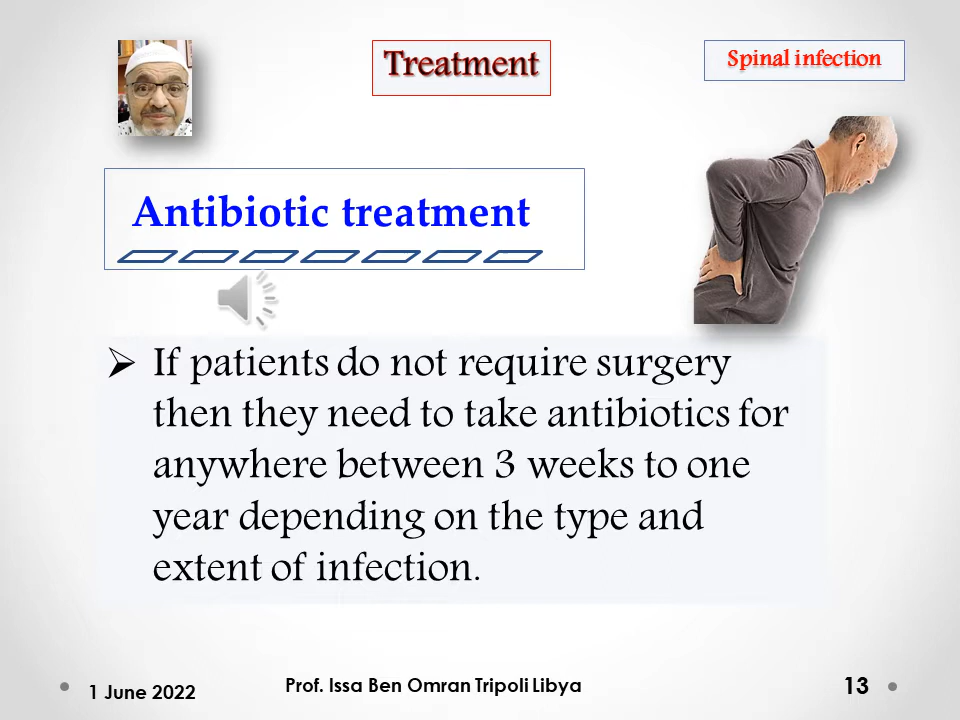 Treatment
Spinal infection
Antibiotic treatment
➢ If patients do not require surgery
then they need to take antibiotics for
anywhere between 3 weeks to one
year depending on the type and
extent of infection.
1 June 2022
Prof. Issa Ben Omran Tripoli Libya
13